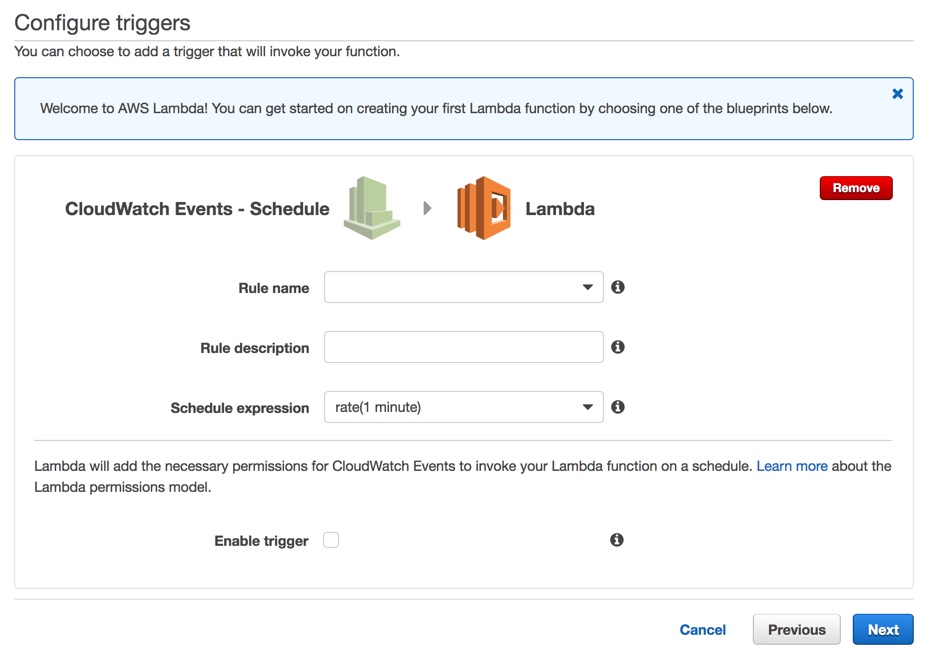 Configure triggers
You can choose to add a trigger that will invoke your function.
Welcome to AWS Lambda! You can get started on creating your first Lambda function by choosing one of the blueprints below.
CloudWatch Events - Schedule
Lambda
Remove
Rule name
Rule description
Schedule expression
rate(1 minute)
Lambda will add the necessary permissions for CloudWatch Events to invoke your Lambda function on a schedule. Learn more about the
Lambda permissions model.
Enable trigger
Cancel
Previous
Next